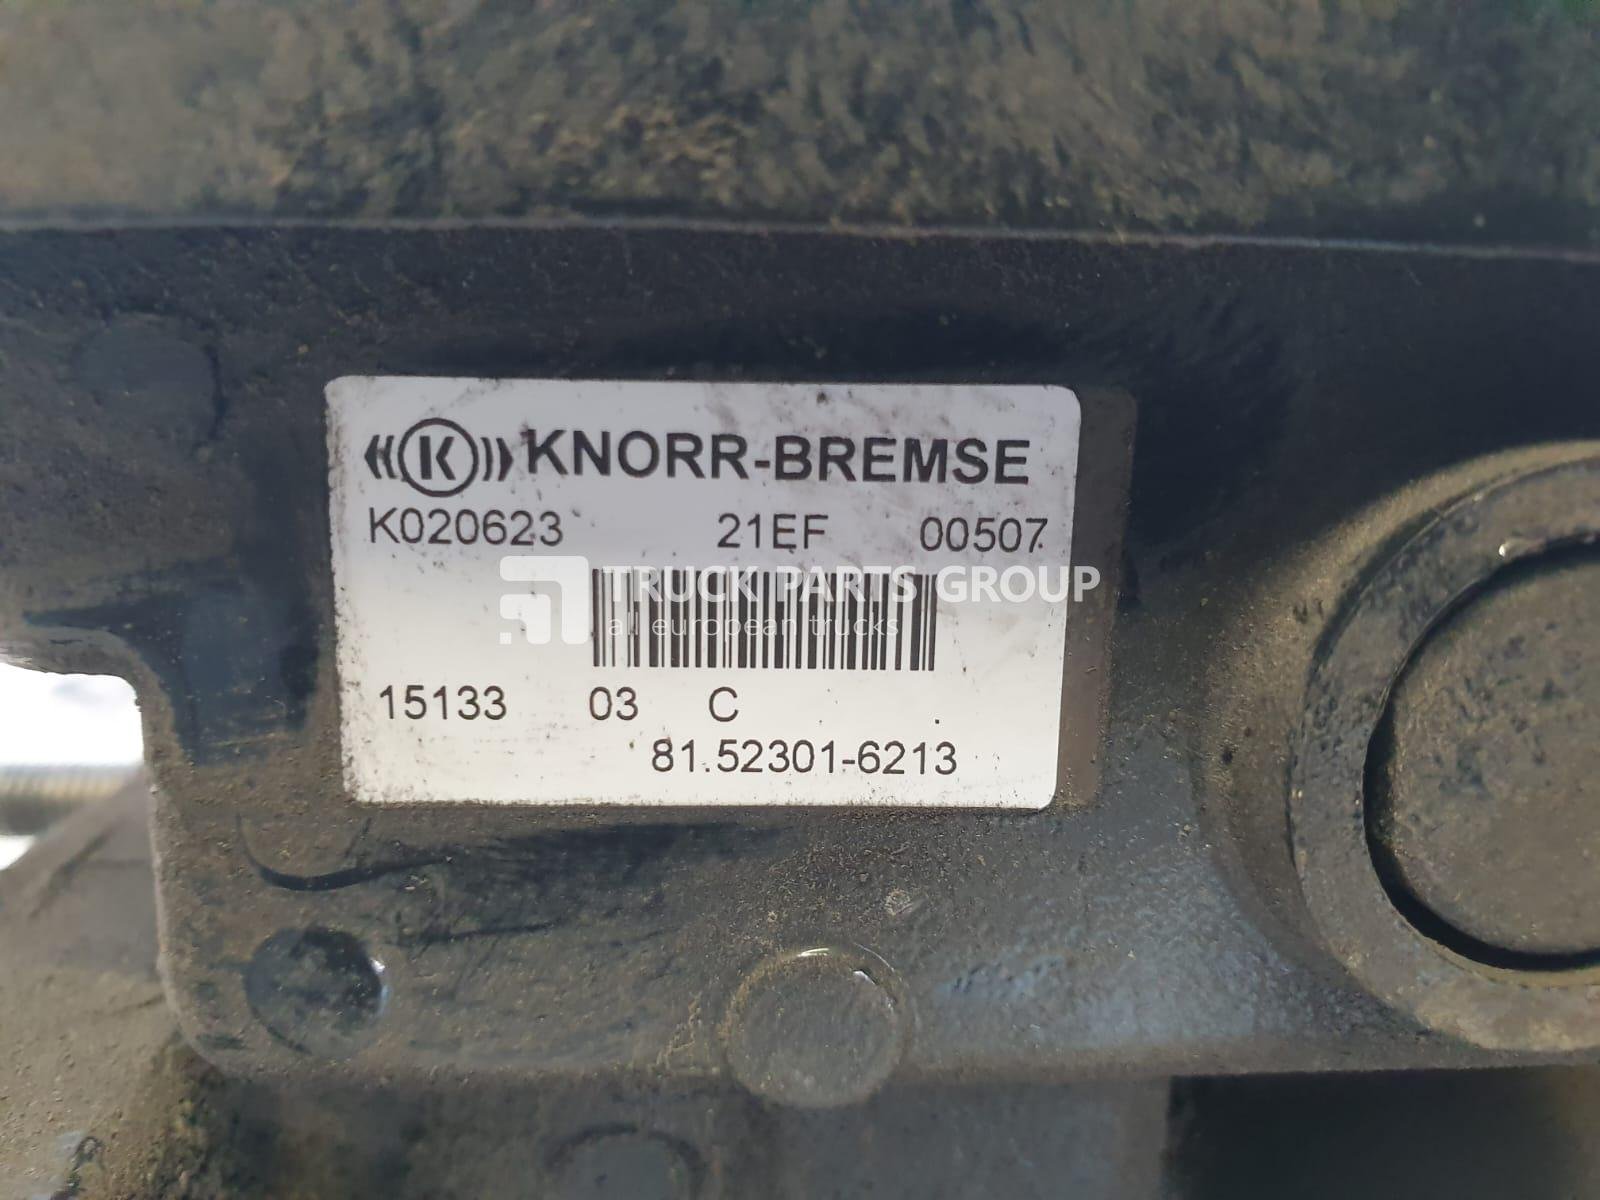 K KNORR-BREMSE
K020623 21EF 00507
TRUCK PARTS GROUP
all european trucks
15133 03 C
81.52301-6213